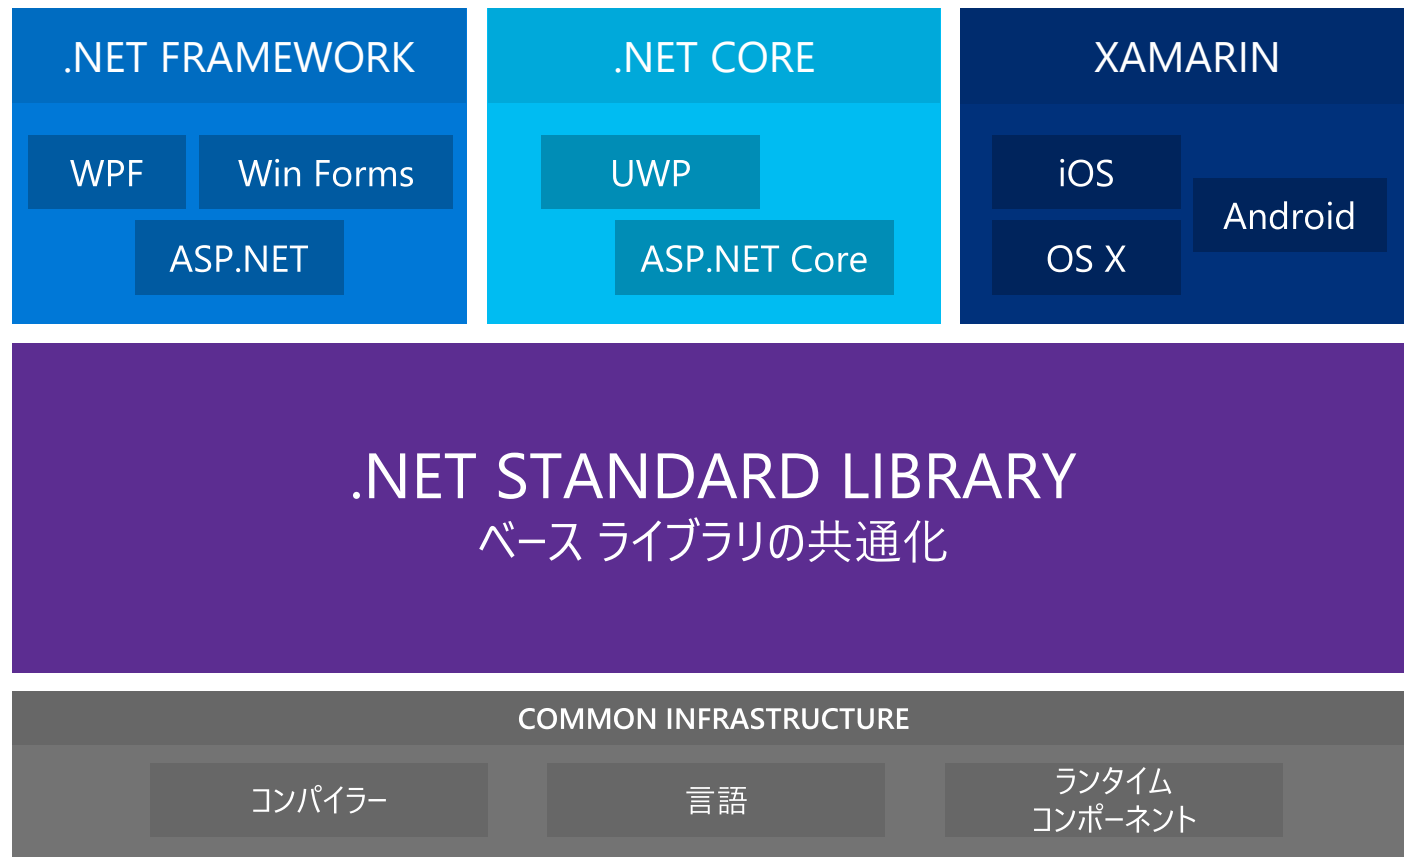 .NET FRAMEWORK
WPF
Win Forms
ASP.NET
.NET CORE
UWP
ASP.NET Core
XAMARIN
iOS
Android
OS X
.NET STANDARD LIBRARY
ベース ライブラリの共通化
COMMON INFRASTRUCTURE
コンパイラー
言語
ランタイム
コンポーネント